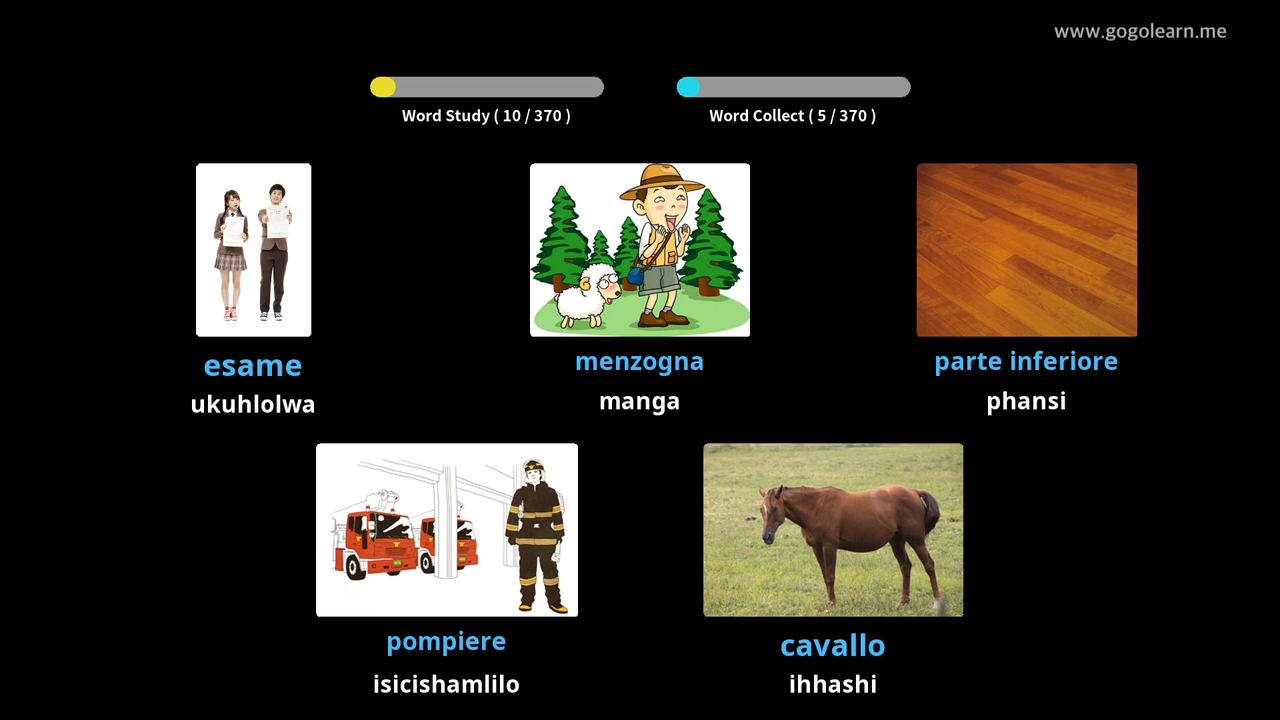 www.gogolearn.me
Word Study ( 10 / 370 )
Word Collect ( 5 / 370 )
esame
ukuhlolwa
menzogna
manga
parte inferiore
phansi
pompiere
isicishamlilo
cavallo
ihhashi